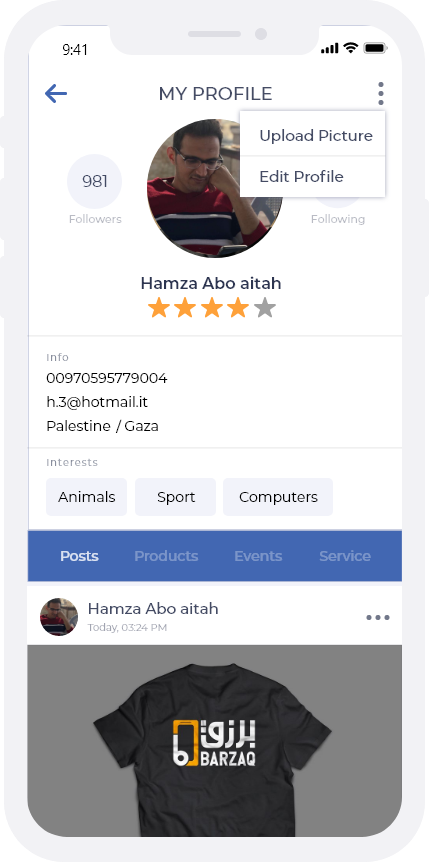 9:41
MY PROFILE
Upload Picture
Edit Profile
981
Followers
Following
Hamza Abo aitah
Info
00970595779004
h.3@hotmail.it
Palestine / Gaza
Interests
Animals Sport Computers
Posts Products Events Service
Hamza Abo aitah
Today, 03:24 PM
برزق
BARZAQ